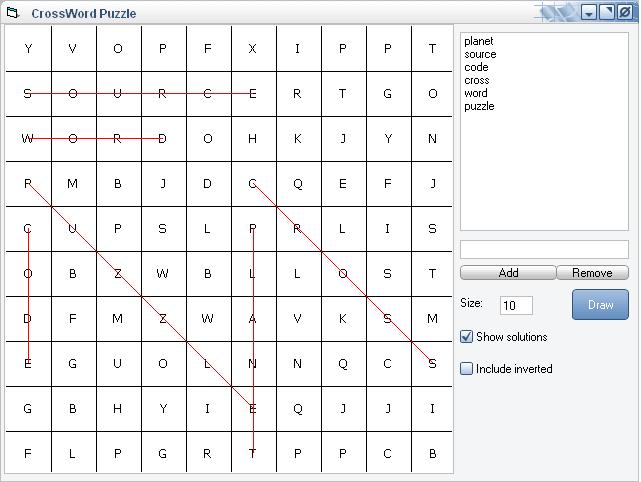 CrossWord Puzzle
Y V O P F X I P P T
S O U R C E R T G O
W O R D O H K J Y N
P M B J D C Q E F J
C U P S L P R L I S
O B Z W B L L O S T
D F M Z W A V K S M
E G U O L N N Q C S
G B H Y I E Q J J I
F L P G R T P P C B
planet
source
code
cross
word
puzzle
Add Remove
Size: 10 Draw
Show solutions
Include inverted